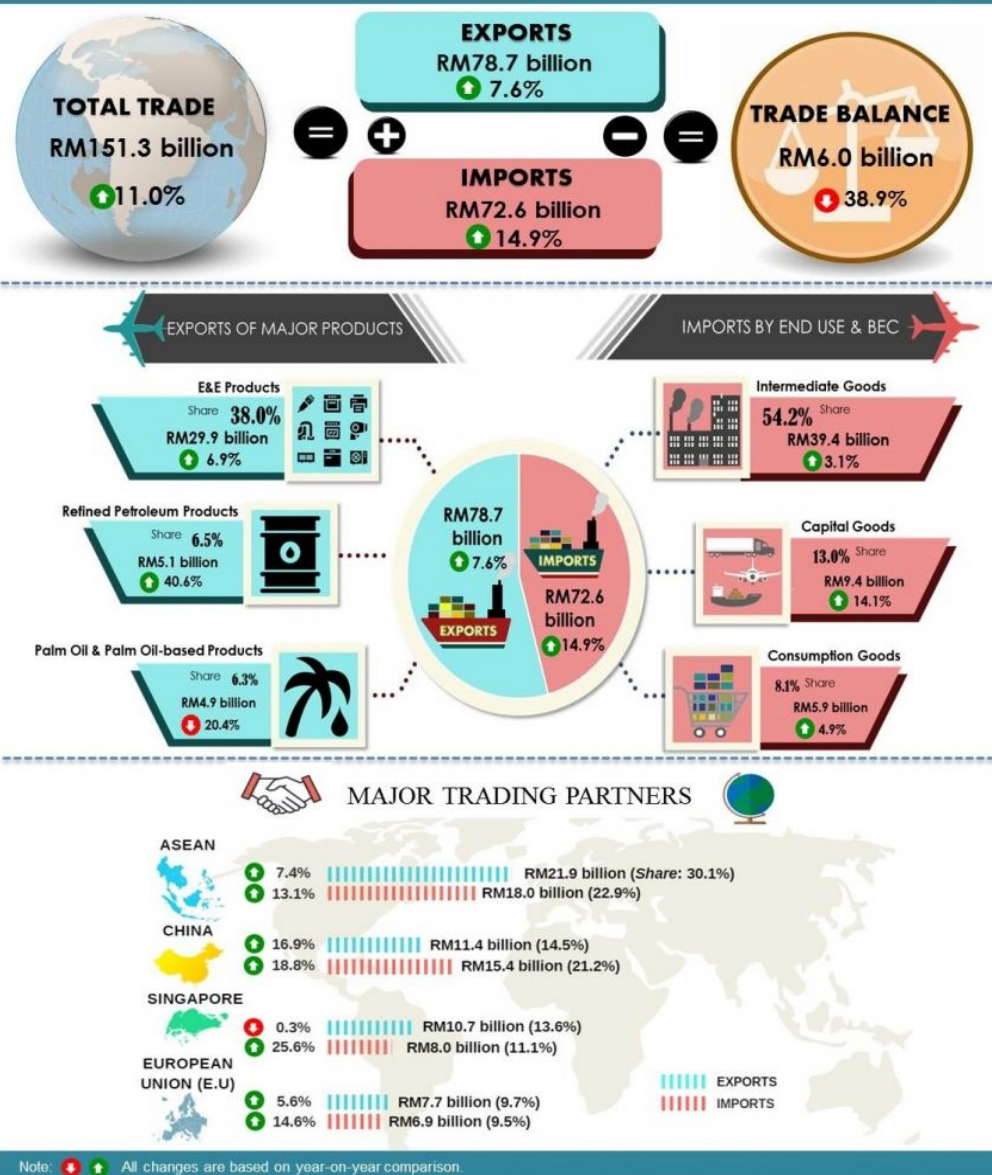 EXPORTS
RM78.7 billion
7.6%
TOTAL TRADE
RM151.3 billion
11.0%
=
+
−
=
TRADE BALANCE
RM6.0 billion
38.9%
IMPORTS
RM72.6 billion
14.9%
EXPORTS OF MAJOR PRODUCTS
IMPORTS BY END USE & BEC
E&E Products
Share 38.0%
RM29.9 billion
6.9%
Refined Petroleum Products
Share 6.5%
RM5.1 billion
40.6%
Palm Oil & Palm Oil-based Products
Share 6.3%
RM4.9 billion
20.4%
RM78.7
billion
7.6%
EXPORTS
IMPORTS
RM72.6
billion
14.9%
Intermediate Goods
54.2% Share
RM39.4 billion
3.1%
Capital Goods
13.0% Share
RM9.4 billion
14.1%
Consumption Goods
8.1% Share
RM5.9 billion
4.9%
MAJOR TRADING PARTNERS
ASEAN
7.4% RM21.9 billion (Share: 30.1%)
13.1% RM18.0 billion (22.9%)
CHINA
16.9% RM11.4 billion (14.5%)
18.8% RM15.4 billion (21.2%)
SINGAPORE
0.3% RM10.7 billion (13.6%)
25.6% RM8.0 billion (11.1%)
EUROPEAN
UNION (E.U)
5.6% RM7.7 billion (9.7%)
14.6% RM6.9 billion (9.5%)
EXPORTS
IMPORTS
Note: All changes are based on year-on-year comparison.